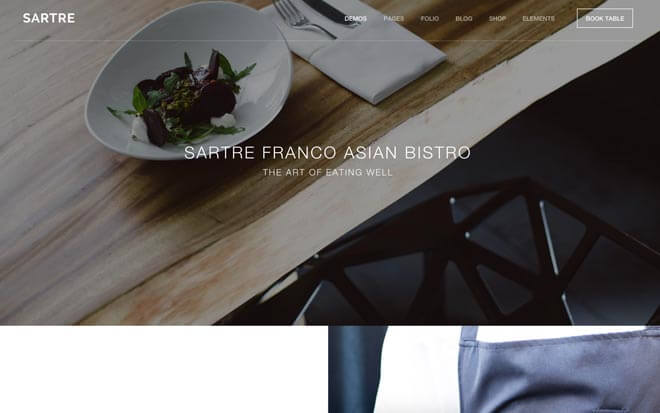 SARTRE
DEMOS PAGES FOLIO BLOG SHOP ELEMENTS BOOK TABLE
SARTRE FRANCO ASIAN BISTRO
THE ART OF EATING WELL